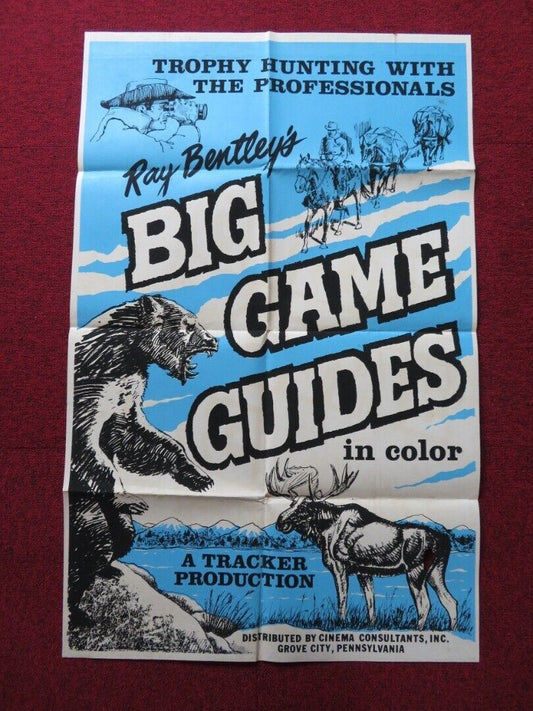 TROPHY HUNTING WITH
THE PROFESSIONALS
Ray Bentley's
BIG
GAME
GUIDES
in color
A TRACKER
PRODUCTION
DISTRIBUTED BY CINEMA CONSULTANTS, INC.
GROVE CITY, PENNSYLVANIA